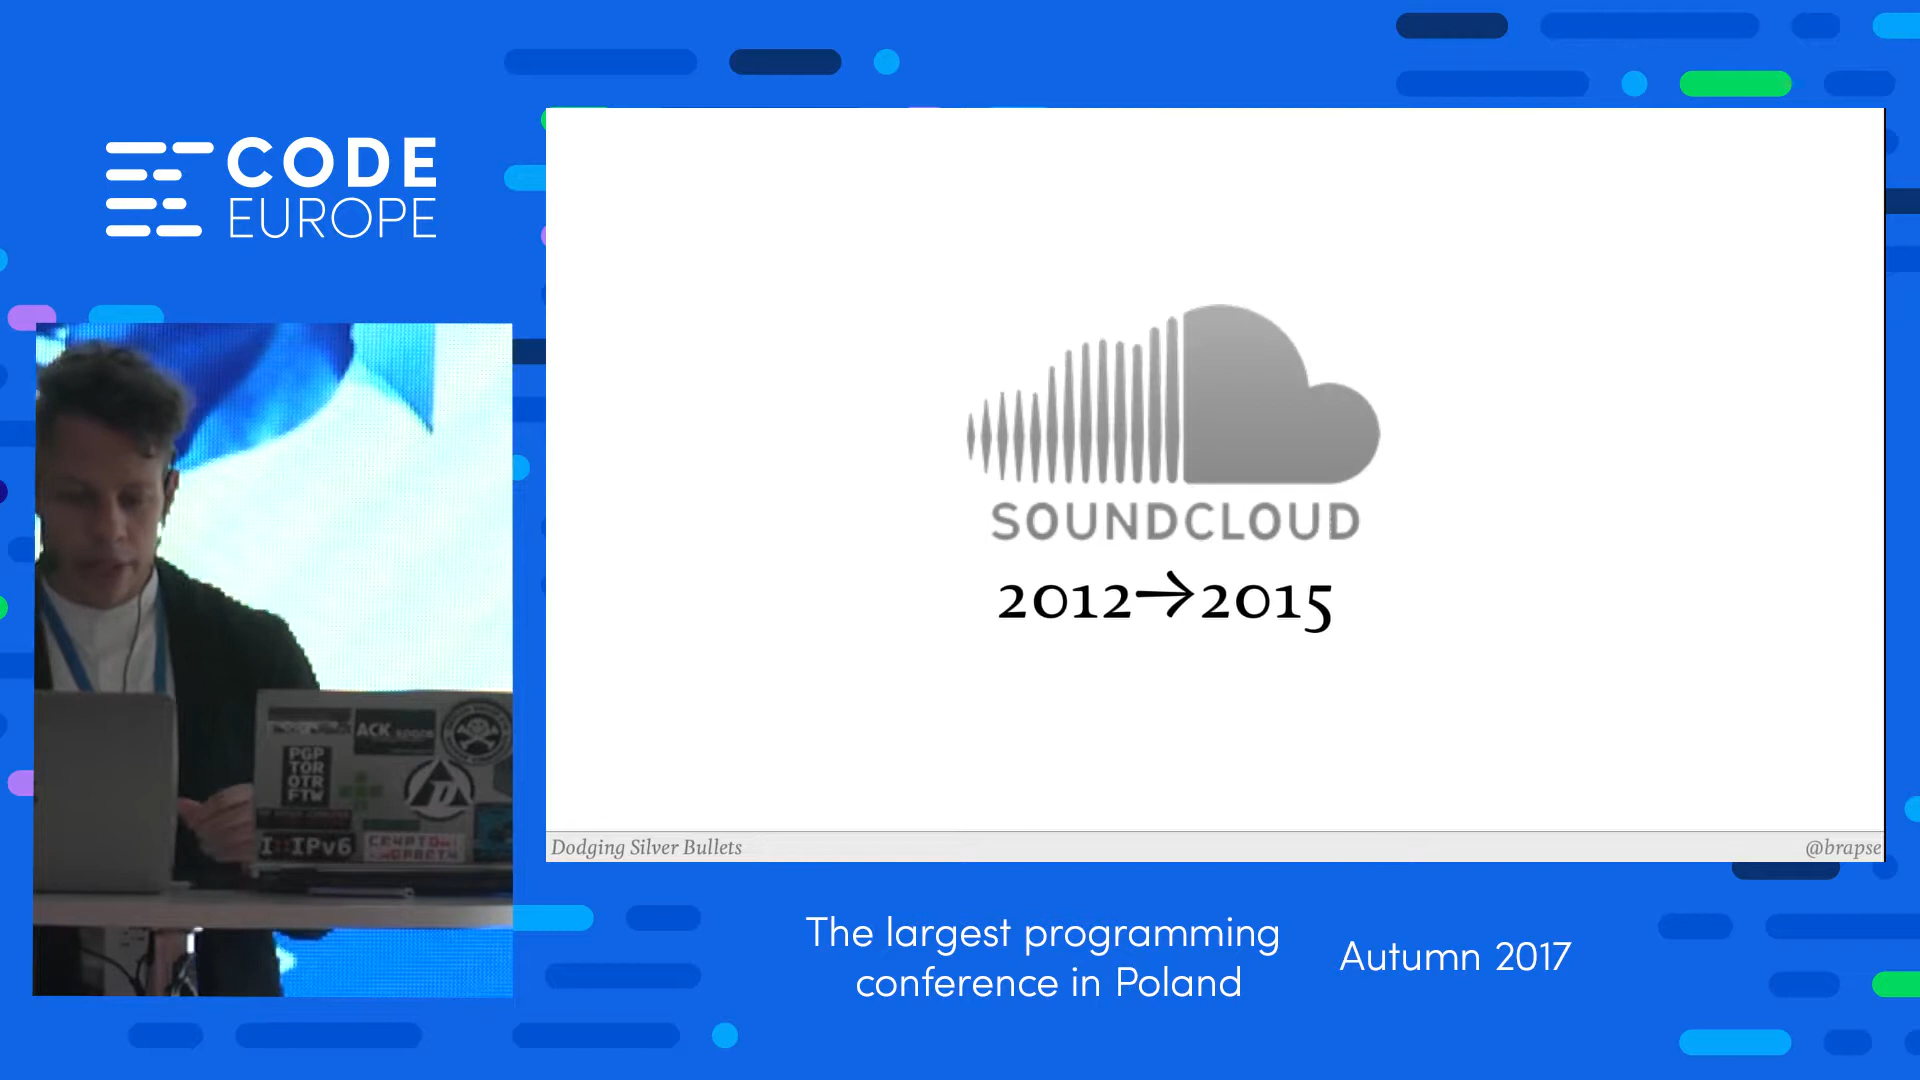 CODE
EUROPE
SOUNDCLOUD
2012→2015
Dodging Silver Bullets
@brapse
ACK
PGP
TOR
OTR
FTW
IPv6
The largest programming
conference in Poland
Autumn 2017